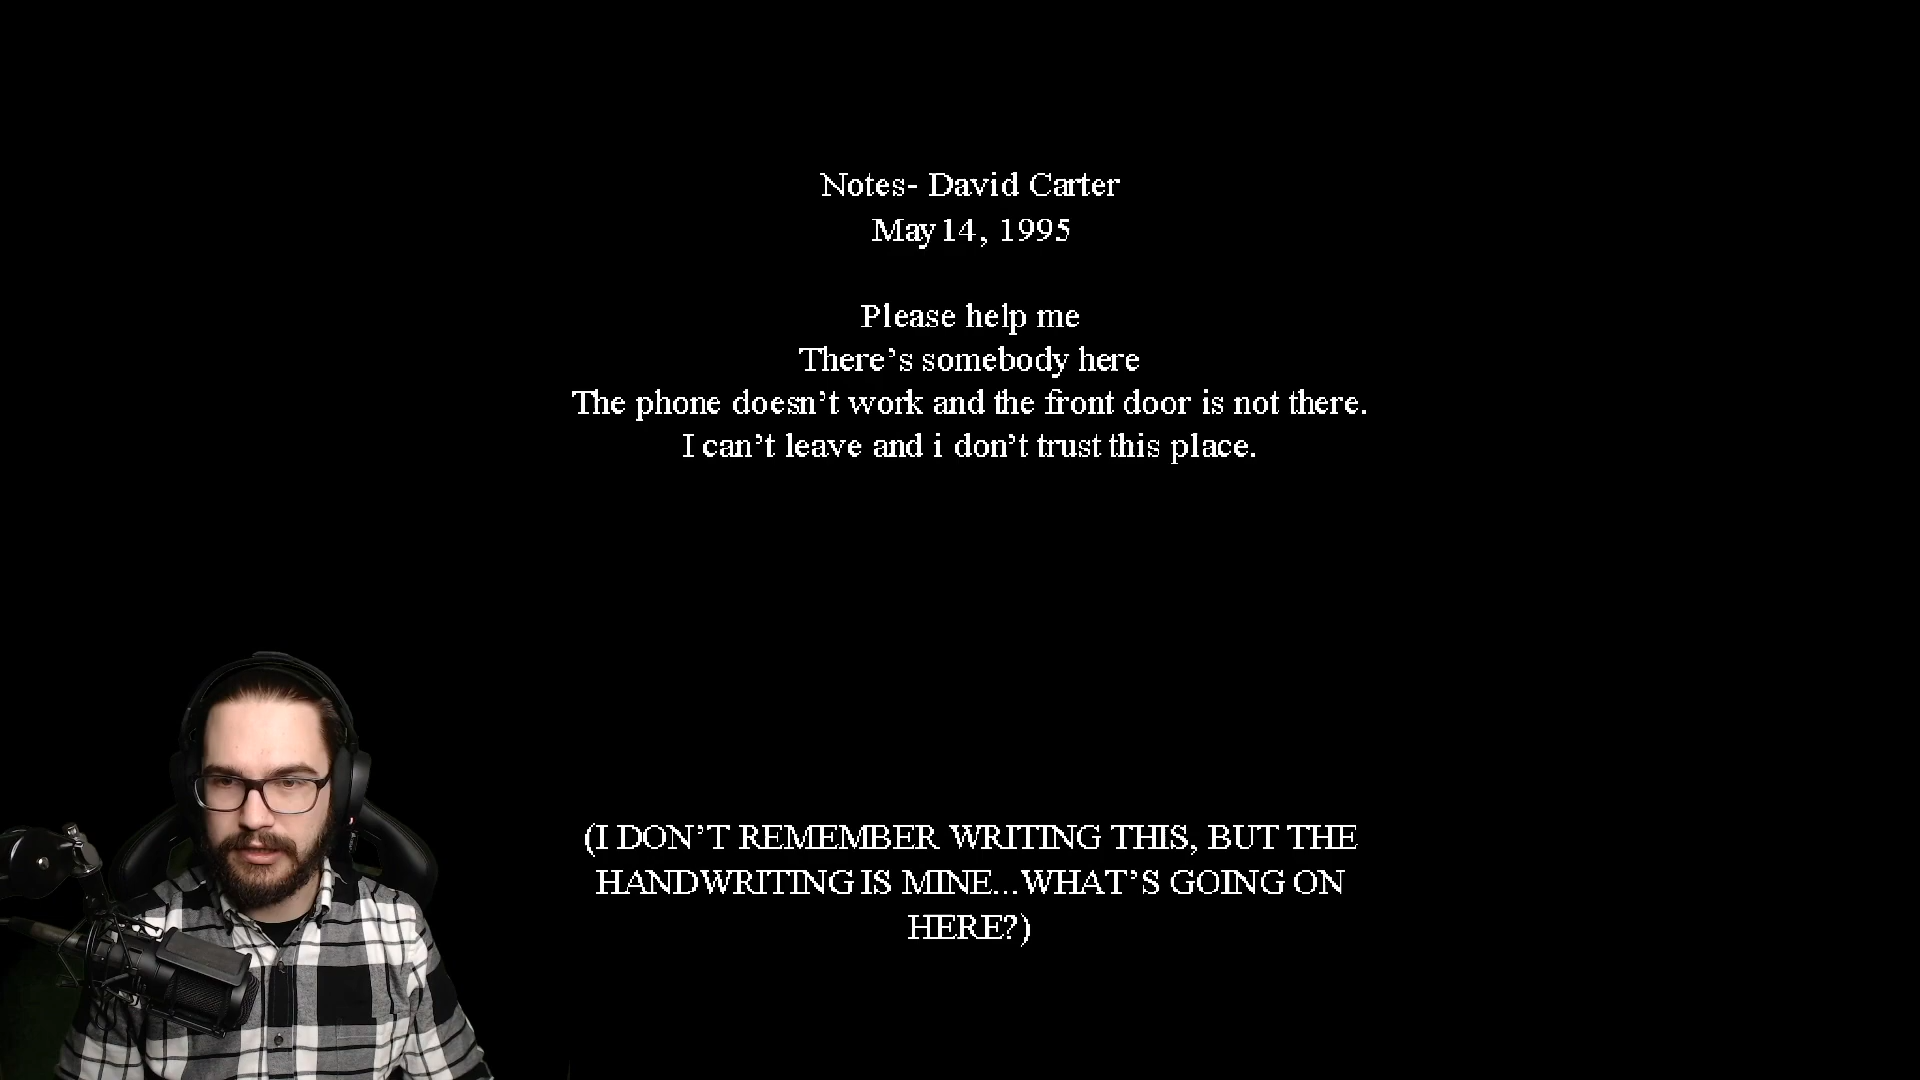 Notes- David Carter
May 14, 1995
Please help me
There’s somebody here
The phone doesn’t work and the front door is not there.
I can’t leave and i don’t trust this place.
(I DON’T REMEMBER WRITING THIS, BUT THE
HANDWRITING IS MINE...WHAT’S GOING ON
HERE?)